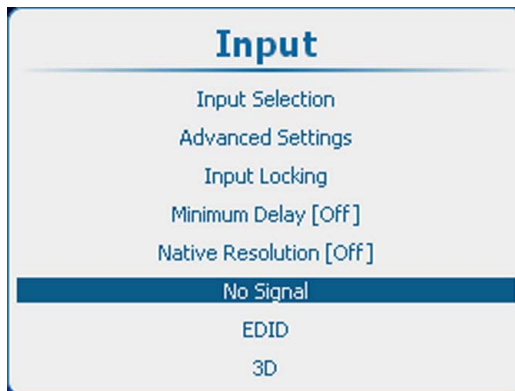 Input
Input Selection
Advanced Settings
Input Locking
Minimum Delay [Off]
Native Resolution [Off]
No Signal
EDID
3D